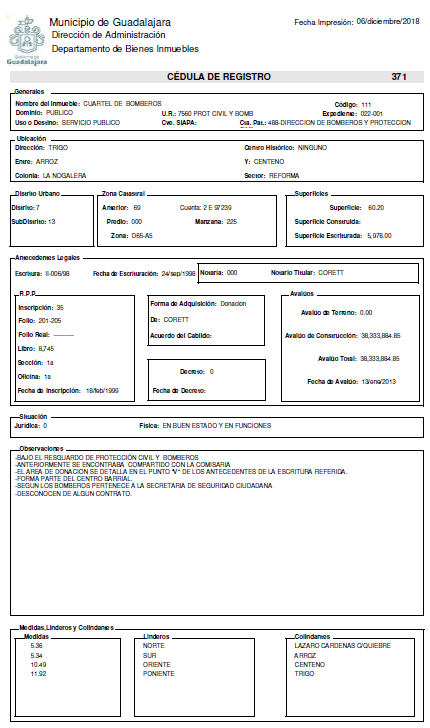 Municipio de Guadalajara
Fecha Impresión: 06/diciembre/2018
Dirección de Administración
Departamento de Bienes Inmuebles
Gobierno de
Guadalajara
CÉDULA DE REGISTRO 371
Generales
Nombre del Inmueble: CUARTEL DE BOMBEROS Código: 111
Dominio: PUBLICO U.R.: 7560 PROT CIVIL Y BOMB Expediente: 022-001
Uso o Destino: SERVICIO PUBLICO Cve. SIAPA: Cta. Pat.: 488-DIRECCION DE BOMBEROS Y PROTECCION
Ubicación
Dirección: TRIGO Centro Histórico: NINGUNO
Entre: ARROZ Y: CENTENO
Colonia: LA NOGALERA Sector: REFORMA
Distrito Urbano Zona Catastral Superficies
Distrito: 7 Anterior: 69 Cuenta: 2 E 97239 Superficie: 60.20
SubDistrito: 13 Predio: 000 Manzana: 225 Superficie Construida:
Zona: D65-A5 Superficie Escriturada: 5,978.00
Antecedentes Legales
Escritura: II-006/98 Fecha de Escrituración: 24/sep/1998 Notaría: 000 Notario Titular: CORETT
R.P.P. Avalúos
Inscripción: 35 Forma de Adquisición: Donacion
Avalúo de Terreno: 0.00
Folio: 201-205 De: CORETT
Folio Real: ———— Acuerdo del Cabildo: Avalúo de Construcción: 38,333,884.85
Libro: 8,745
Sección: 1a Avalúo Total: 38,333,884.85
Oficina: 1a Decreto: 0
Fecha de Avalúo: 13/ene/2013
Fecha de Inscripción: 18/feb/1999 Fecha de Decreto:
Situación
Jurídica: 0 Física: EN BUEN ESTADO Y EN FUNCIONES
Observaciones
-BAJO EL RESGUARDO DE PROTECCIÓN CIVIL Y BOMBEROS
-ANTERIORMENTE SE ENCONTRABA COMPARTIDO CON LA COMISARIA
-EL AREA DE DONACION SE DETALLA EN EL PUNTO "V" DE LOS ANTECEDENTES DE LA ESCRITURA REFERIDA.
-FORMA PARTE DEL CENTRO BARRIAL.
-SEGUN LOS BOMBEROS PERTENECE A LA SECRETARIA DE SEGURIDAD CIUDADANA
-DESCONOCEN DE ALGUN CONTRATO.
Medidas,Linderos y Colindantes
Medidas Linderos Colindantes
5.36 NORTE LAZARO CARDENAS C/QUIEBRE
5.34 SUR ARROZ
10.49 ORIENTE CENTENO
11.92 PONIENTE TRIGO